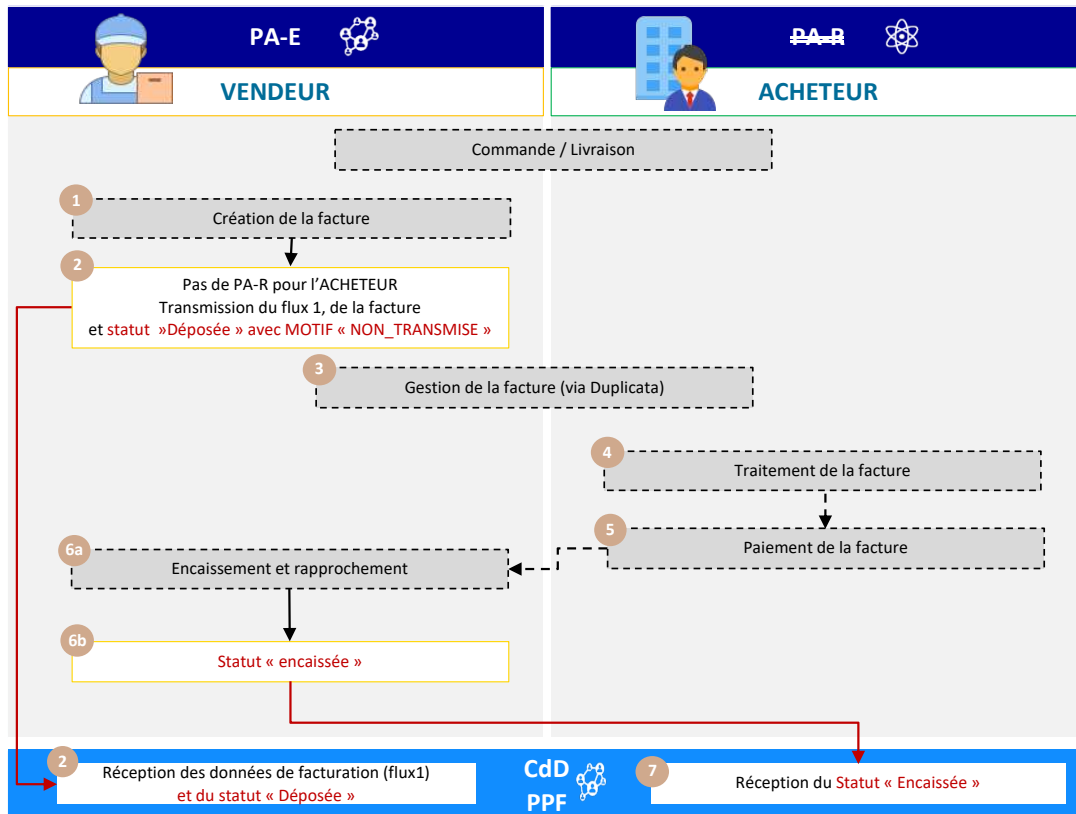 PA-E
PA-R
VENDEUR
ACHETEUR
Commande / Livraison
1
Création de la facture
2
Pas de PA-R pour l’ACHETEUR
Transmission du flux 1, de la facture
et statut »Déposée » avec MOTIF « NON_TRANSMISE »
3
Gestion de la facture (via Duplicata)
4
Traitement de la facture
5
Paiement de la facture
6a
Encaissement et rapprochement
6b
Statut « encaissée »
2
Réception des données de facturation (flux1)
et du statut « Déposée »
CdD
PPF
7
Réception du Statut « Encaissée »